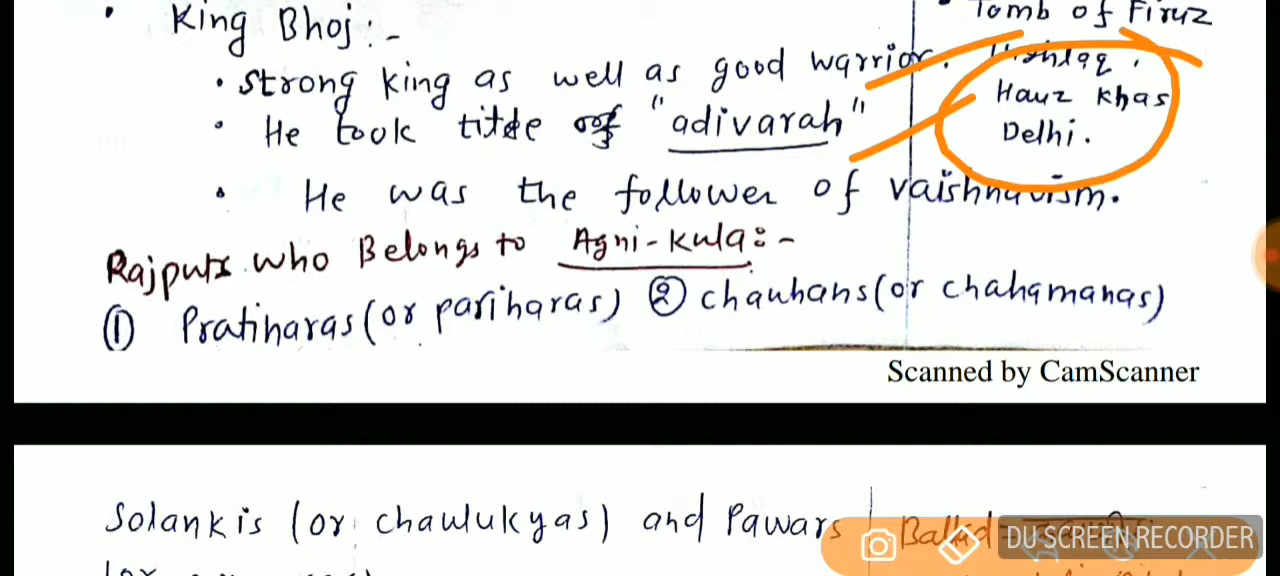 King Bhoj:-
• strong king as well as good warrior.
• He took title of "adivarah"
• He was the follower of vaishnavism.
• Tomb of Firuz
Hauz Khas
Delhi.
Rajputs who Belongs to Agni-kula:-
① Pratiharas (or pariharas) ② chauhans (or chahamanas)
Scanned by CamScanner
Solankis (or chaulukyas) and Pawars
DU SCREEN RECORDER